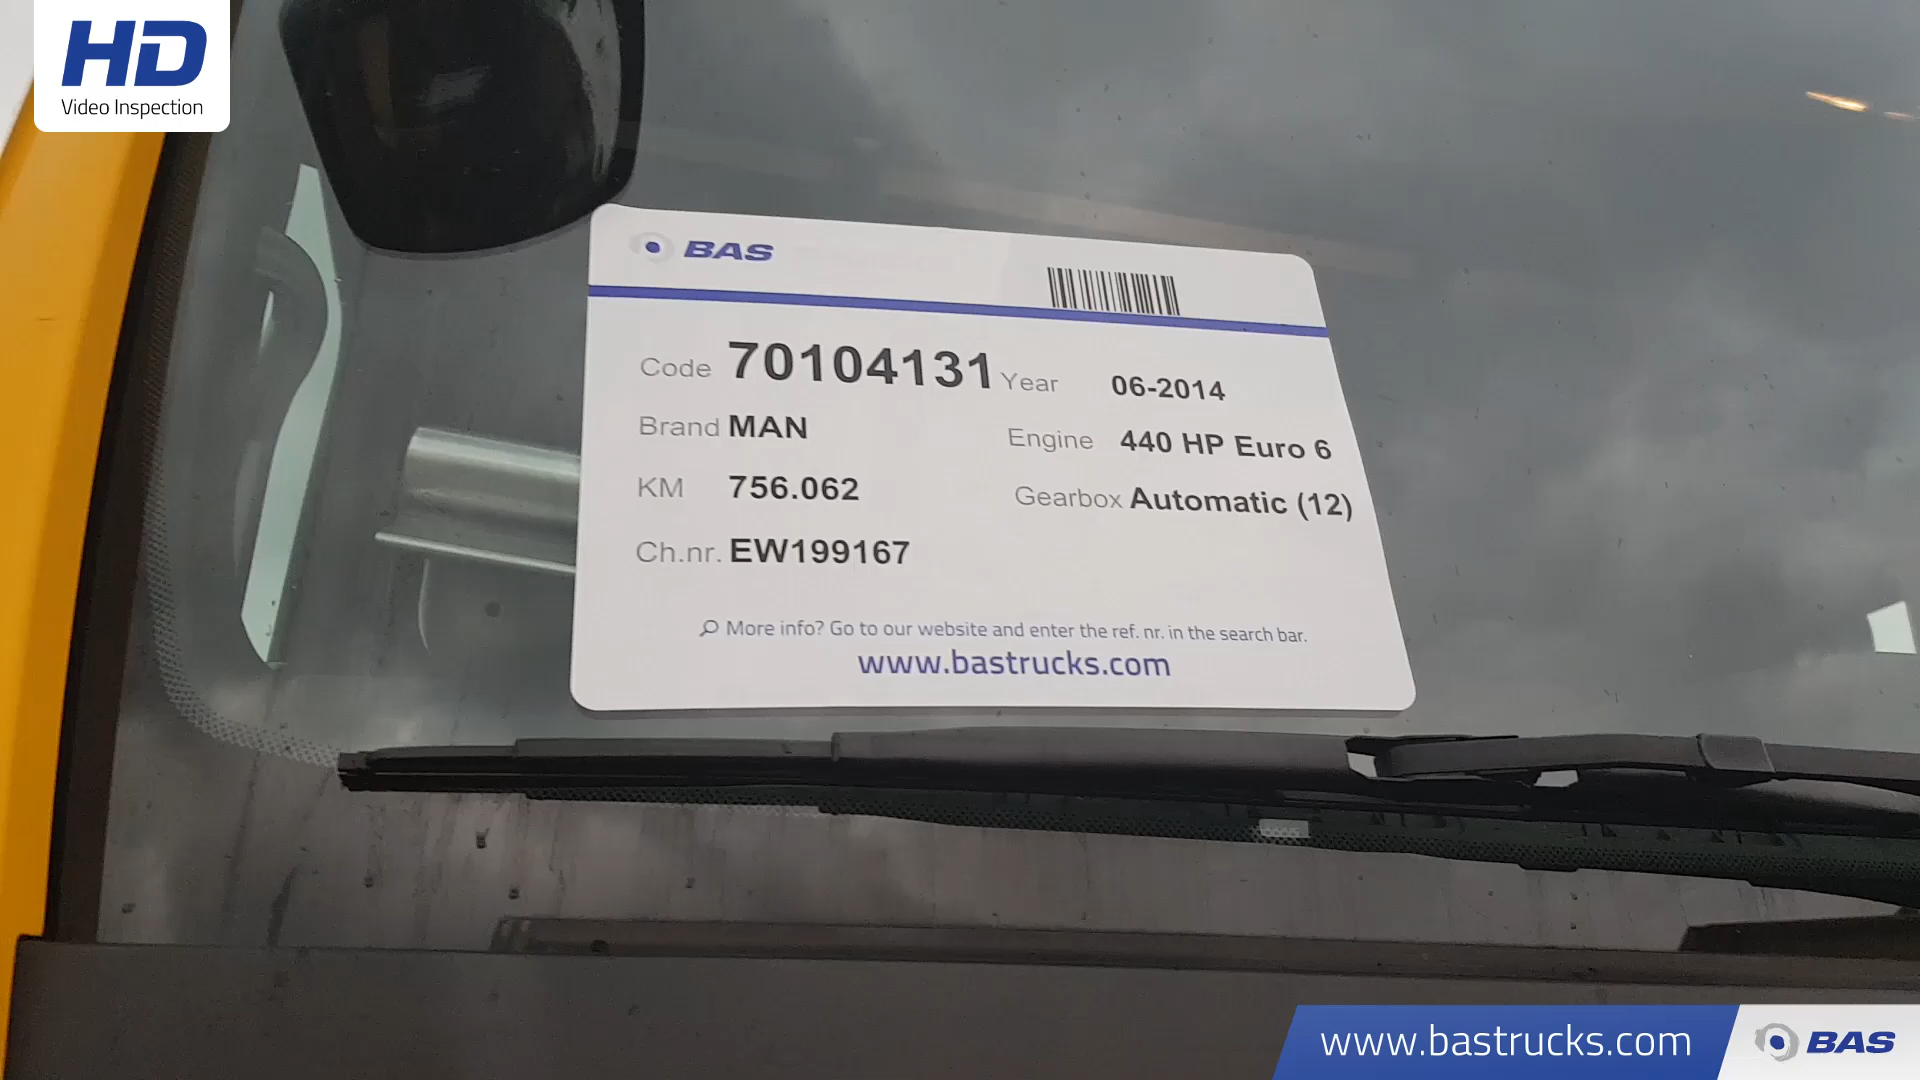 HD
Video Inspection
BAS
Code 70104131 Year 06-2014
Brand MAN
Engine 440 HP Euro 6
KM 756.062
Gearbox Automatic (12)
Ch.nr. EW199167
More info? Go to our website and enter the ref. nr. in the search bar.
www.bastrucks.com
www.bastrucks.com BAS